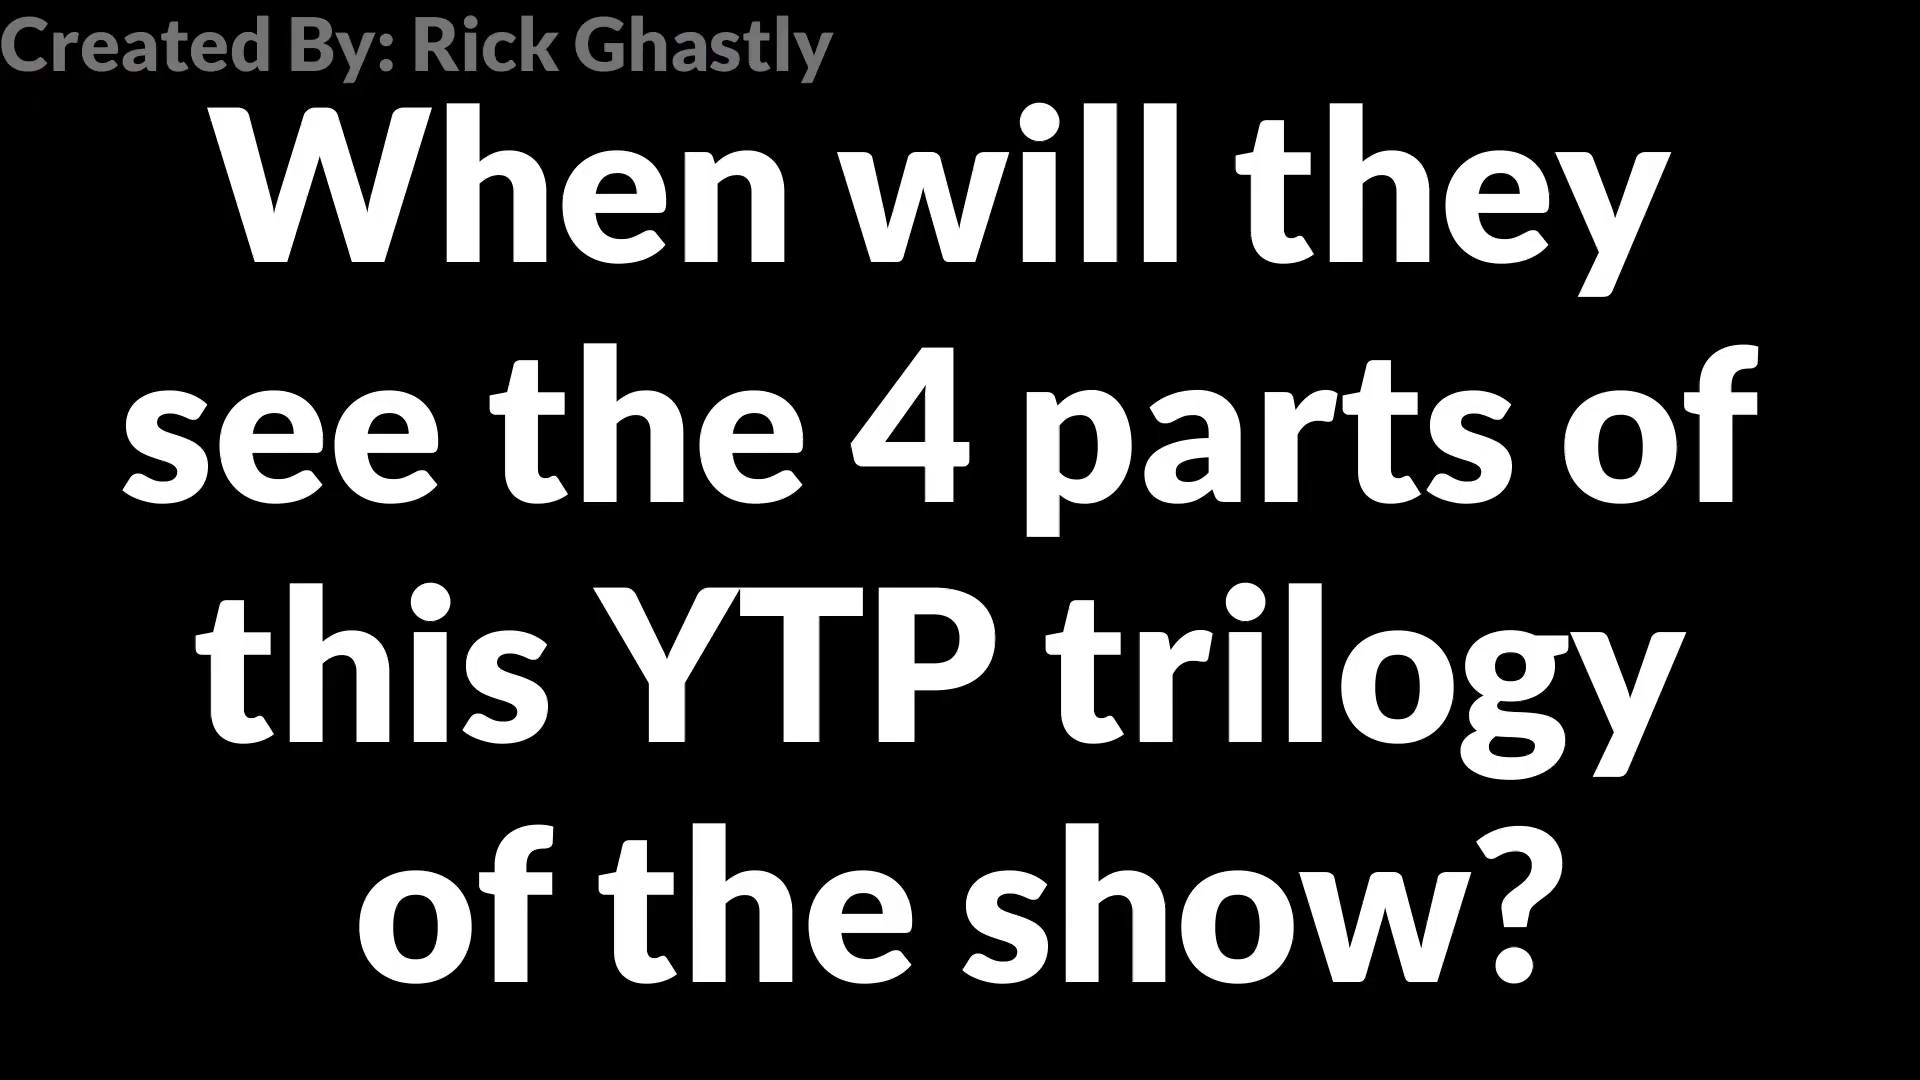 Created By: Rick Ghastly
When will they
see the 4 parts of
this YTP trilogy
of the show?